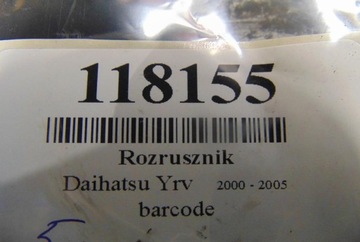 118155
Rozrusznik
Daihatsu Yrv 2000 - 2005
barcode